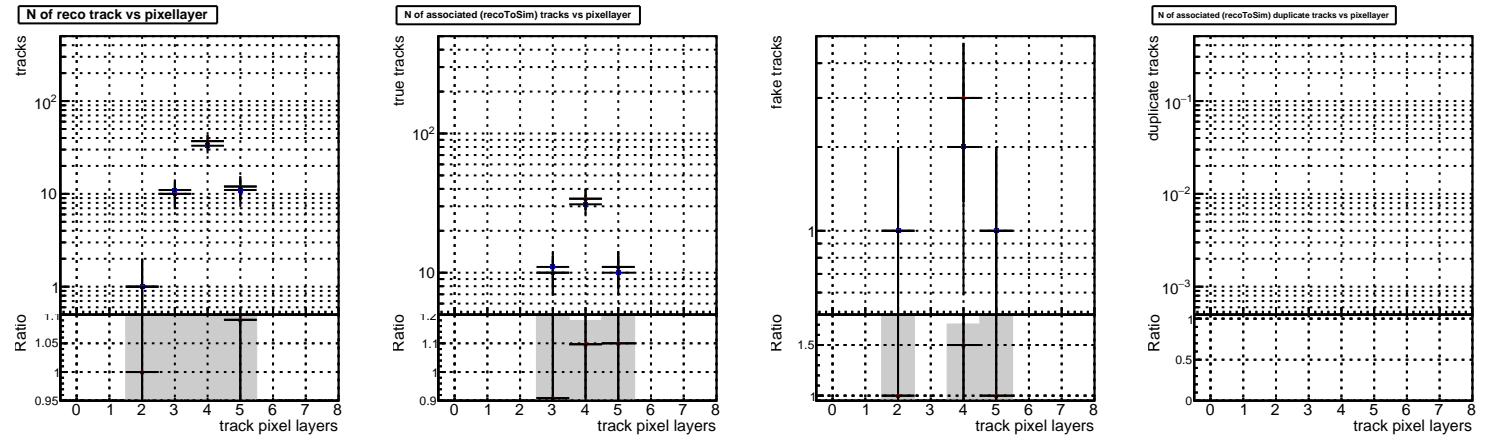 N of reco track vs pixellayer
tracks
10²
10
1
Ratio
1.1
1.05
1
0.95
0 1 2 3 4 5 6 7 8
track pixel layers
N of associated (recoToSim) tracks vs pixellayer
true tracks
10²
10
Ratio
1.2
1.1
1
0.9
0 1 2 3 4 5 6 7 8
track pixel layers
fake tracks
1
Ratio
1.5
1
0 1 2 3 4 5 6 7 8
track pixel layers
N of associated (recoToSim) duplicate tracks vs pixellayer
duplicate tracks
10⁻¹
10⁻²
10⁻³
Ratio
1
0.5
0
0 1 2 3 4 5 6 7 8
track pixel layers